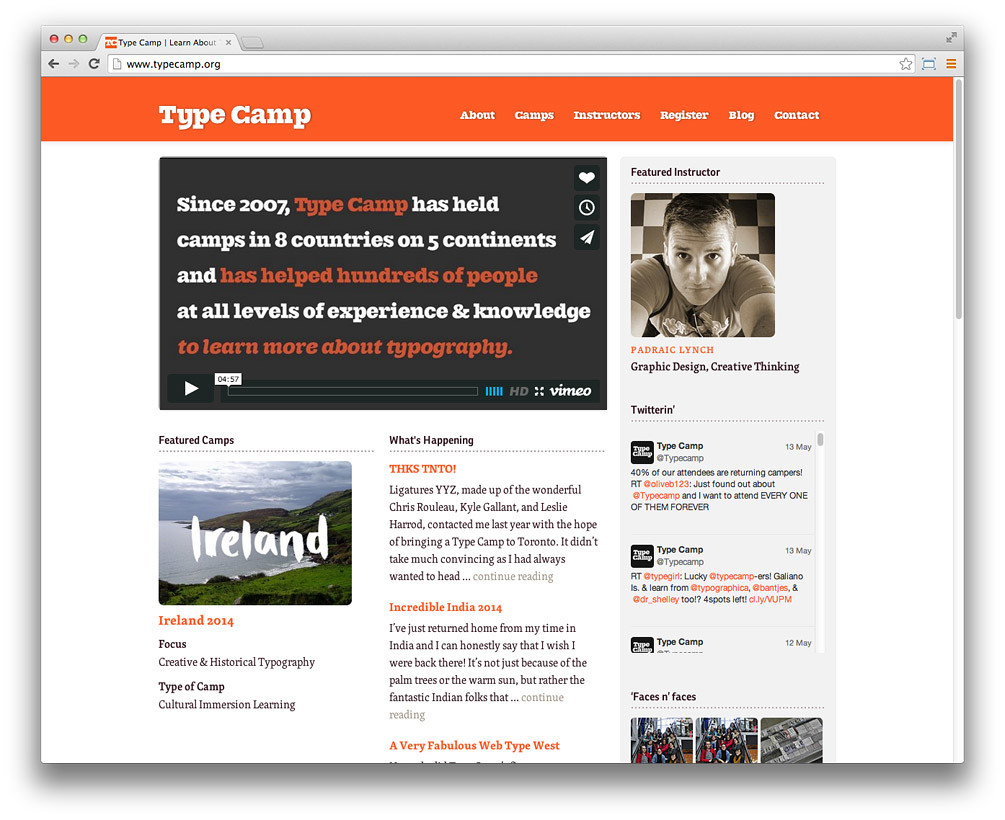 Type Camp | Learn About
www.typecamp.org
Type Camp
About Camps Instructors Register Blog Contact
Since 2007, Type Camp has held
camps in 8 countries on 5 continents
and has helped hundreds of people
at all levels of experience & knowledge
to learn more about typography.
04:57
HD vimeo
Featured Camps
Ireland
Ireland 2014
Focus
Creative & Historical Typography
Type of Camp
Cultural Immersion Learning
What's Happening
THKS TNTO!
Ligatures YYZ, made up of the wonderful
Chris Rouleau, Kyle Gallant, and Leslie
Harrod, contacted me last year with the hope
of bringing a Type Camp to Toronto. It didn't
take much convincing as I had always
wanted to head ... continue reading
Incredible India 2014
I've just returned home from my time in
India and I can honestly say that I wish I
were back there! It's not just because of the
palm trees or the warm sun, but rather the
fantastic Indian folks that ... continue
reading
A Very Fabulous Web Type West
Featured Instructor
PADRAIC LYNCH
Graphic Design, Creative Thinking
Twitterin'
Type Camp 13 May
@Typecamp
40% of our attendees are returning campers!
RT @oliveb123: Just found out about
@Typecamp and I want to attend EVERY ONE
OF THEM FOREVER
Type Camp 13 May
@Typecamp
RT @typegirl: Lucky @typecamp-ers! Galiano
Is. & learn from @typographica, @bantjes, &
@dr_shelley too!? 4spots left! cl.ly/VUPM
Type Camp 12 May
@Typecamp
'Faces n' faces